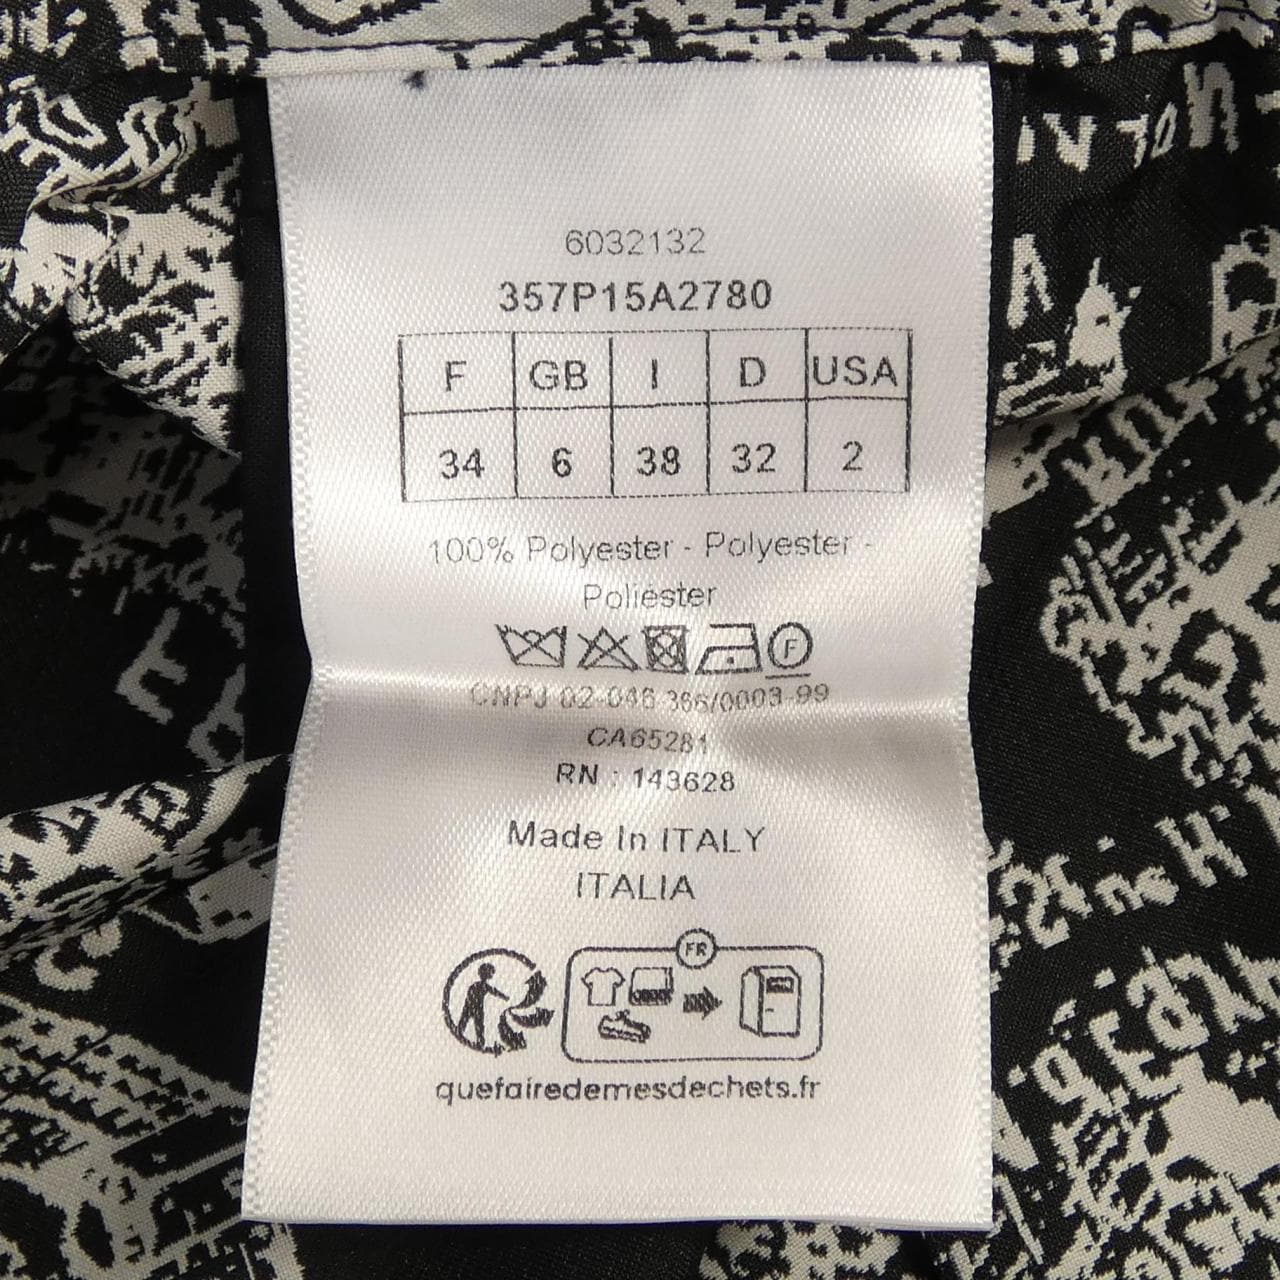 6032132
357P15A2780
F GB I D USA
34 6 38 32 2
100% Polyester - Polyester -
Poliéster
F
CNPJ 02-046-366/0003-99
CA65281
RN : 143628
Made In ITALY
ITALIA
FR
quefairedemesdechets.fr